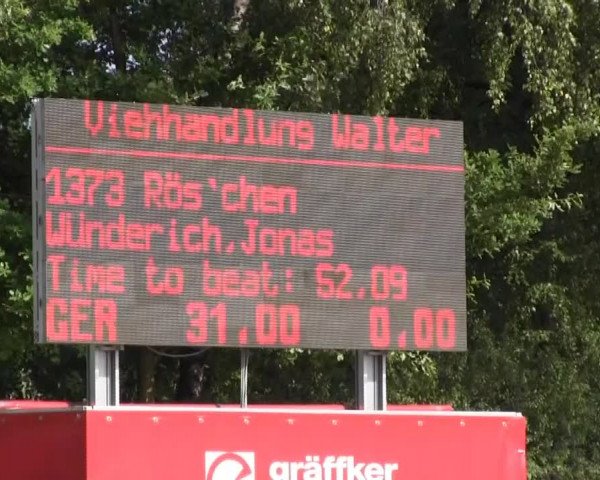 Viehhandlung Walter
1373 Rös'chen
Wünderich,Jonas
Time to beat: 52.09
GER 31.00 0.00
gräffker